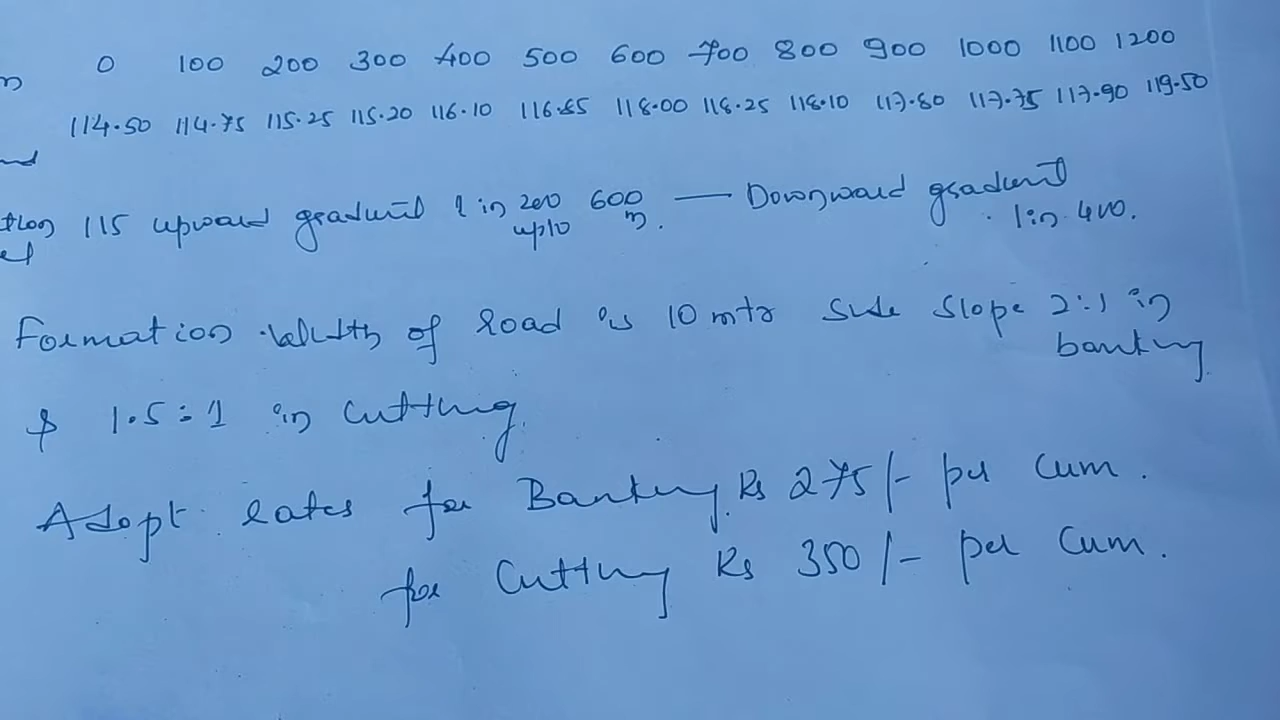 0 100 200 300 400 500 600 700 800 900 1000 1100 1200
114.50 114.75 115.25 115.20 116.10 116.85 118.00 118.25 118.10 117.80 117.75 117.90 119.50
115 upward gradient 1 in 200 600 — Downward gradient
upto m. 1 in 400.
Formation Width of road is 10 mtr side slope 2:1 in
banking
& 1.5:1 in cutting.
Adopt rates for Banking Rs 275/- per cum.
for cutting Rs 350/- per cum.